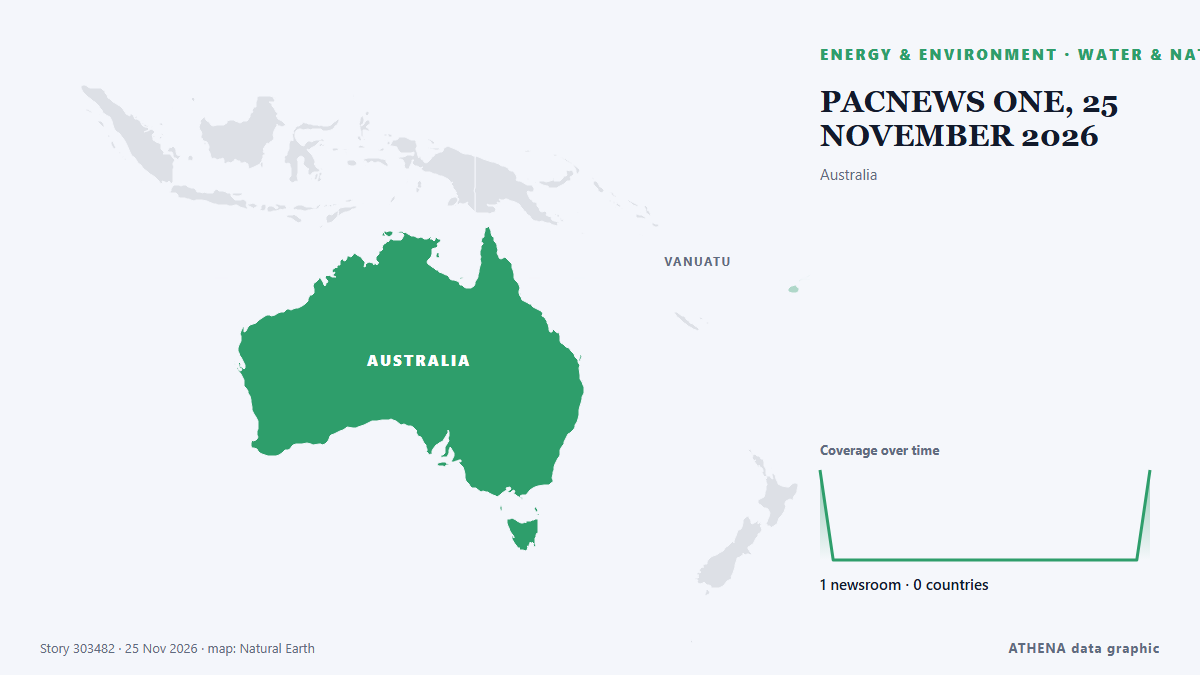 ENERGY & ENVIRONMENT · WATER &
PACNEWS ONE, 25
NOVEMBER 2026
Australia
VANUATU
AUSTRALIA
Coverage over time
1 newsroom · 0 countries
Story 303482 · 25 Nov 2026 · map: Natural Earth
ATHENA data graphic